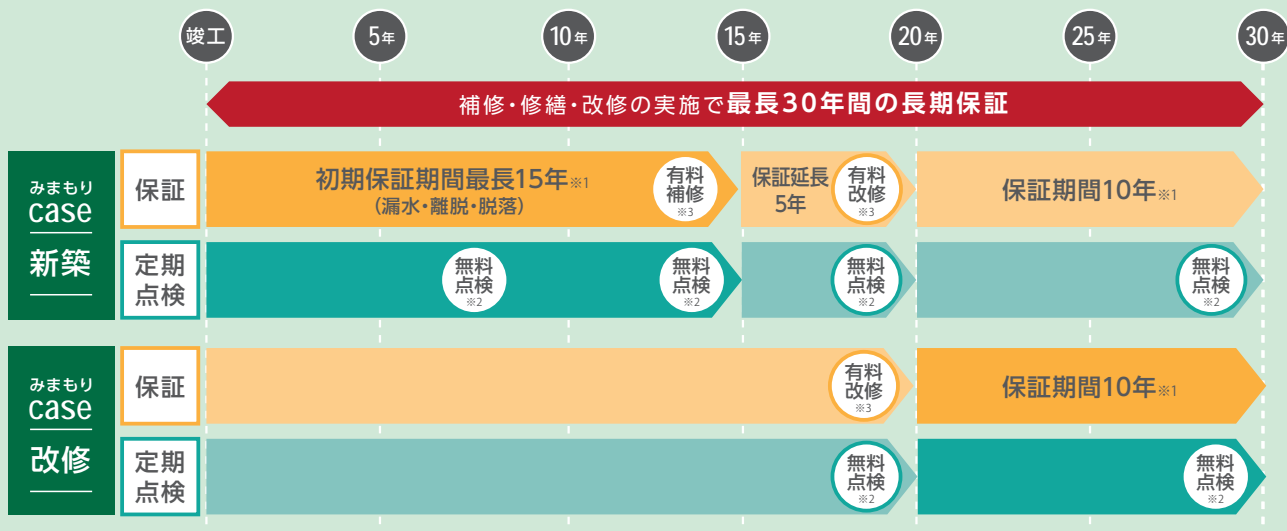 竣工
5年
10年
15年
20年
25年
30年
補修・修繕・改修の実施で最長30年間の長期保証
みまもり
case
新築
保証
初期保証期間最長15年※1
(漏水・離脱・脱落)
有料
補修
※3
保証延長
5年
有料
改修
※3
保証期間10年※1
定期
点検
無料
点検
※2
無料
点検
※2
無料
点検
※2
無料
点検
※2
みまもり
case
改修
保証
有料
改修
※3
保証期間10年※1
定期
点検
無料
点検
※2
無料
点検
※2